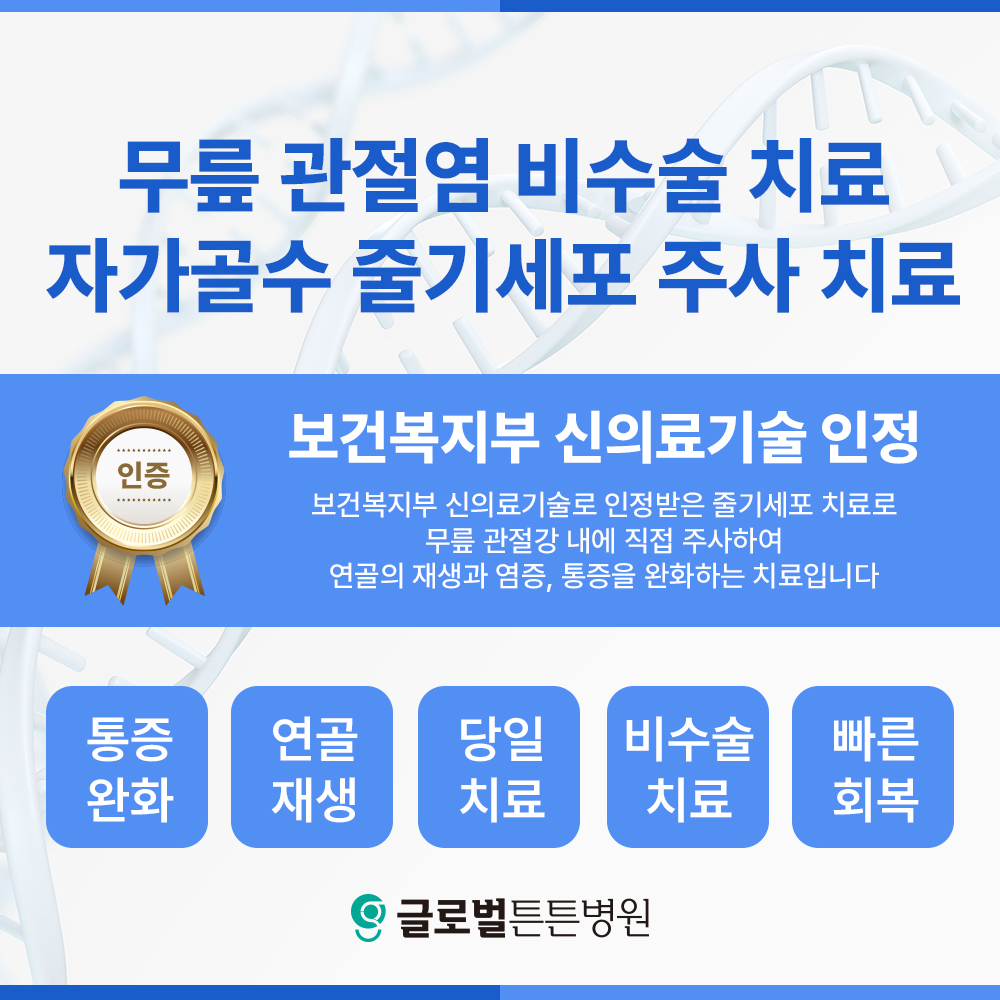 무릎 관절염 비수술 치료
자가골수 줄기세포 주사 치료
인증
보건복지부 신의료기술 인정
보건복지부 신의료기술로 인정받은 줄기세포 치료로
무릎 관절강 내에 직접 주사하여
연골의 재생과 염증, 통증을 완화하는 치료입니다
통증
완화
연골
재생
당일
치료
비수술
치료
빠른
회복
글로벌튼튼병원